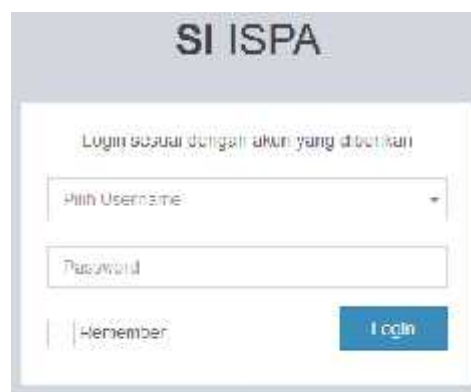 SI ISPA
Login sesuai dengan akun yang diberikan
Pilih Username
Password
Remember
Login